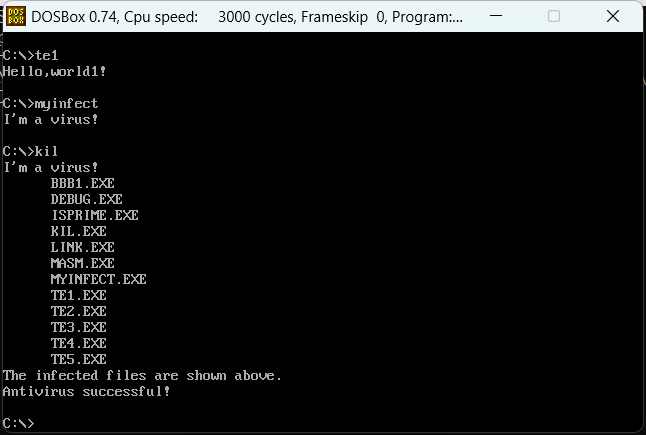 DOS
BOX
DOSBox 0.74, Cpu speed: 3000 cycles, Frameskip 0, Program:...
C:\>te1
Hello,world1!
C:\>myinfect
I'm a virus!
C:\>kil
I'm a virus!
BBB1.EXE
DEBUG.EXE
ISPRIME.EXE
KIL.EXE
LINK.EXE
MASM.EXE
MYINFECT.EXE
TE1.EXE
TE2.EXE
TE3.EXE
TE4.EXE
TE5.EXE
The infected files are shown above.
Antivirus successful!
C:\>